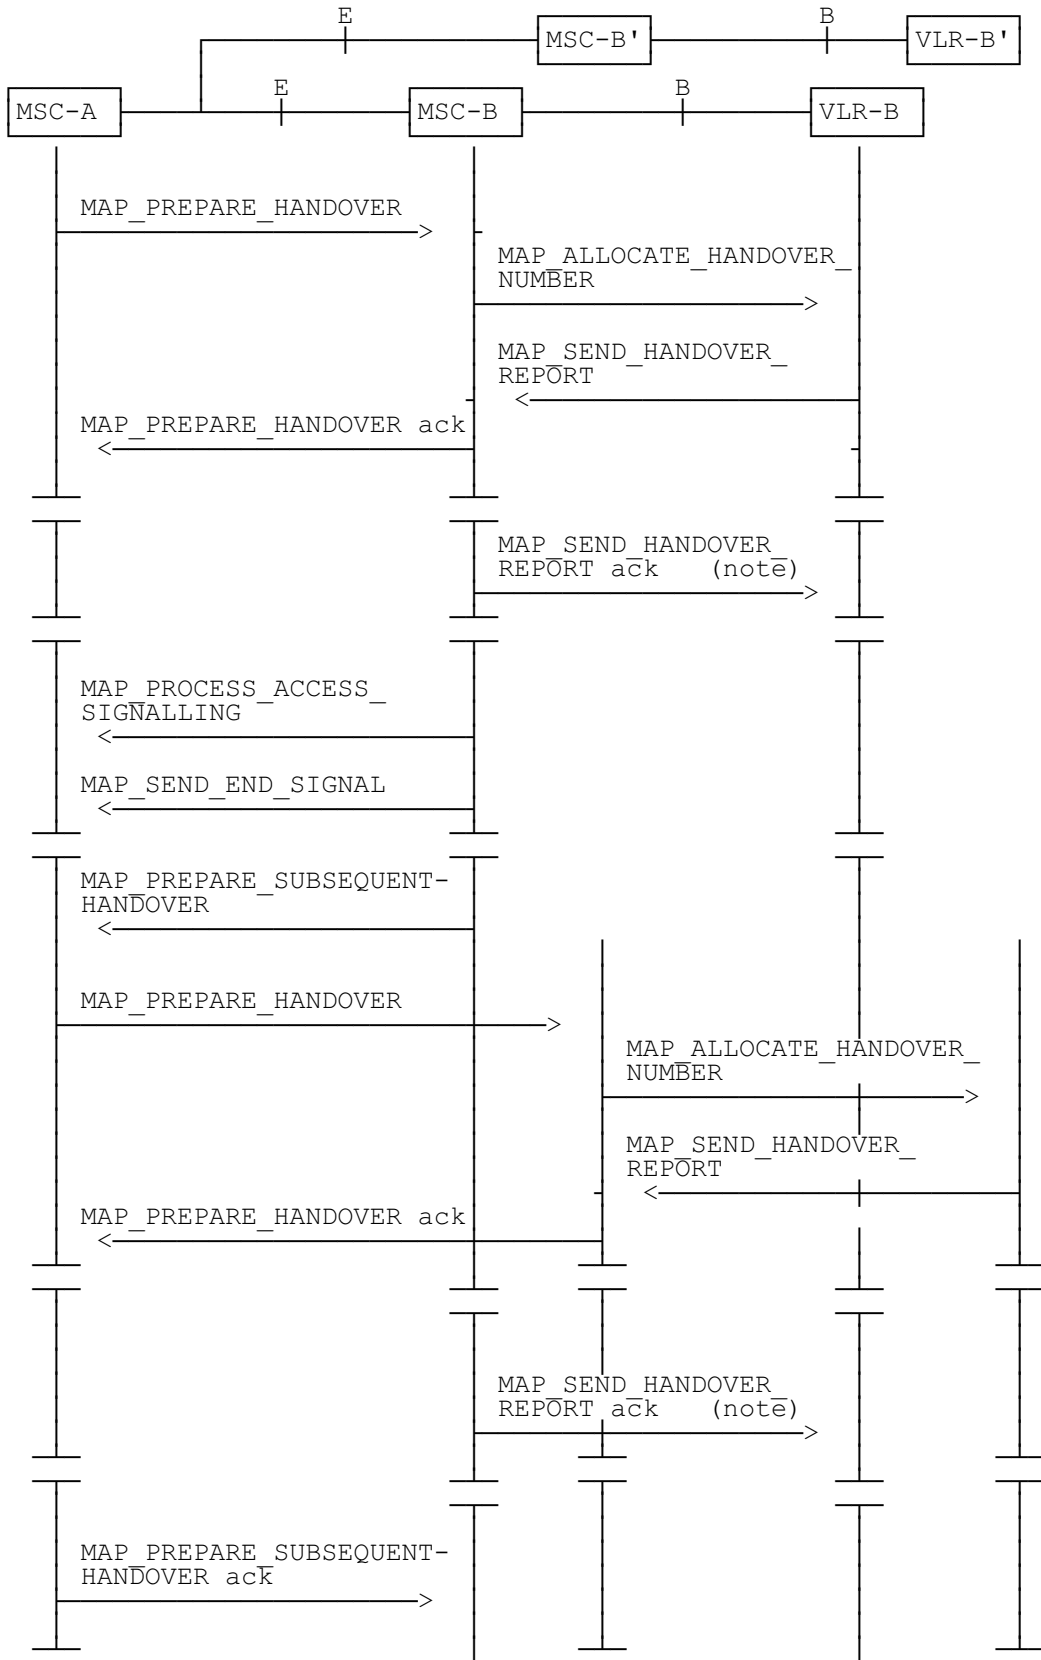 E B
MSC-B' VLR-B'
E B
MSC-A MSC-B VLR-B
MAP_PREPARE_HANDOVER
MAP_ALLOCATE_HANDOVER_
NUMBER
MAP_SEND_HANDOVER_
REPORT
MAP_PREPARE_HANDOVER ack
MAP_SEND_HANDOVER_
REPORT ack (note)
MAP_PROCESS_ACCESS_
SIGNALLING
MAP_SEND_END_SIGNAL
MAP_PREPARE_SUBSEQUENT-
HANDOVER
MAP_PREPARE_HANDOVER
MAP_ALLOCATE_HANDOVER_
NUMBER
MAP_SEND_HANDOVER_
REPORT
MAP_PREPARE_HANDOVER ack
MAP_SEND_HANDOVER_
REPORT ack (note)
MAP_PREPARE_SUBSEQUENT-
HANDOVER ack